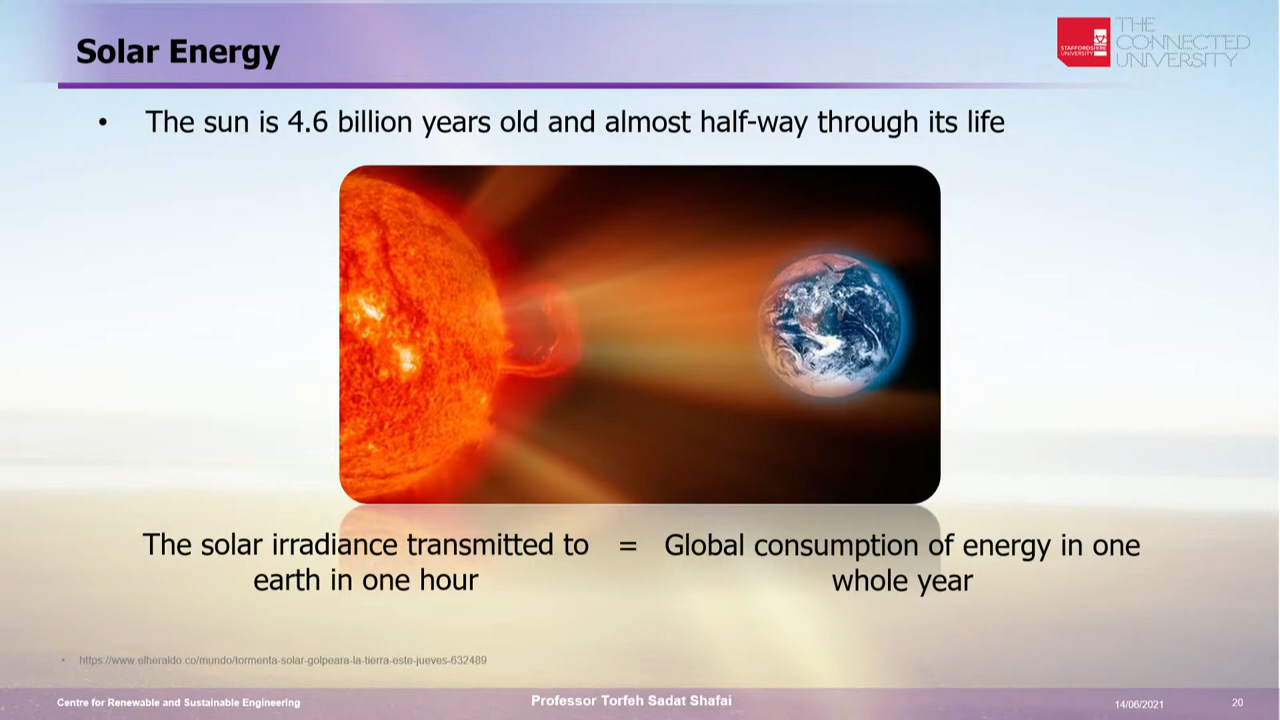 Solar Energy
STAFFORDSHIRE
UNIVERSITY
THE
CONNECTED
UNIVERSITY
• The sun is 4.6 billion years old and almost half-way through its life
The solar irradiance transmitted to
earth in one hour
=
Global consumption of energy in one
whole year
• https://www.elheraldo.co/mundo/tormenta-solar-golpeara-la-tierra-este-jueves-632489
Centre for Renewable and Sustainable Engineering
Professor Torfeh Sadat Shafai
14/06/2021
20